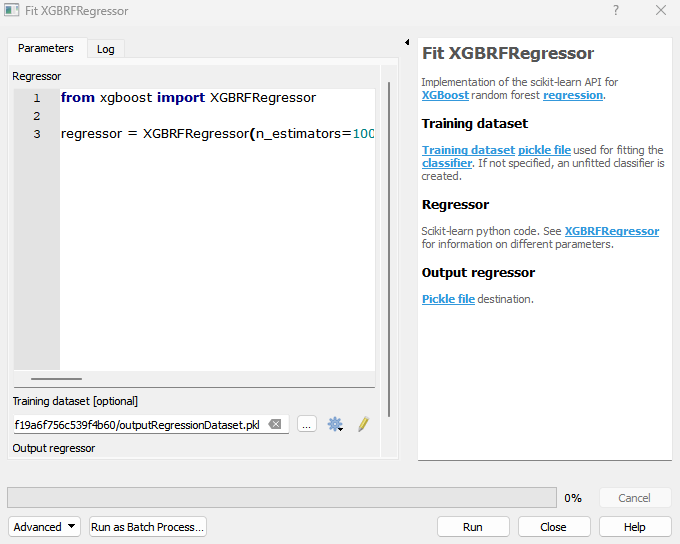 Fit XGBRFRegressor
Parameters
Log
Regressor
1 from xgboost import XGBRFRegressor
2
3 regressor = XGBRFRegressor(n_estimators=100
Training dataset [optional]
f19a6f756c539f4b60/outputRegressionDataset.pkl
...
Output regressor
Fit XGBRFRegressor
Implementation of the scikit-learn API for
XGBoost random forest regression.
Training dataset
Training dataset pickle file used for fitting the
classifier. If not specified, an unfitted classifier is
created.
Regressor
Scikit-learn python code. See XGBRFRegressor
for information on different parameters.
Output regressor
Pickle file destination.
0%
Cancel
Advanced
Run as Batch Process...
Run
Close
Help